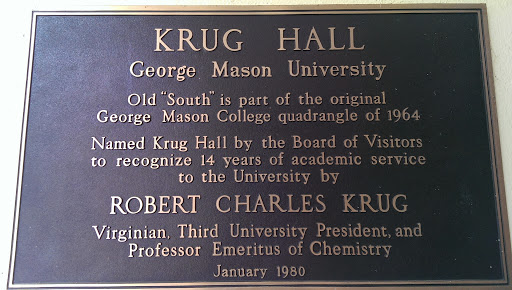 KRUG HALL
George Mason University
Old "South" is part of the original
George Mason College quadrangle of 1964
Named Krug Hall by the Board of Visitors
to recognize 14 years of academic service
to the University by
ROBERT CHARLES KRUG
Virginian, Third University President, and
Professor Emeritus of Chemistry
January 1980